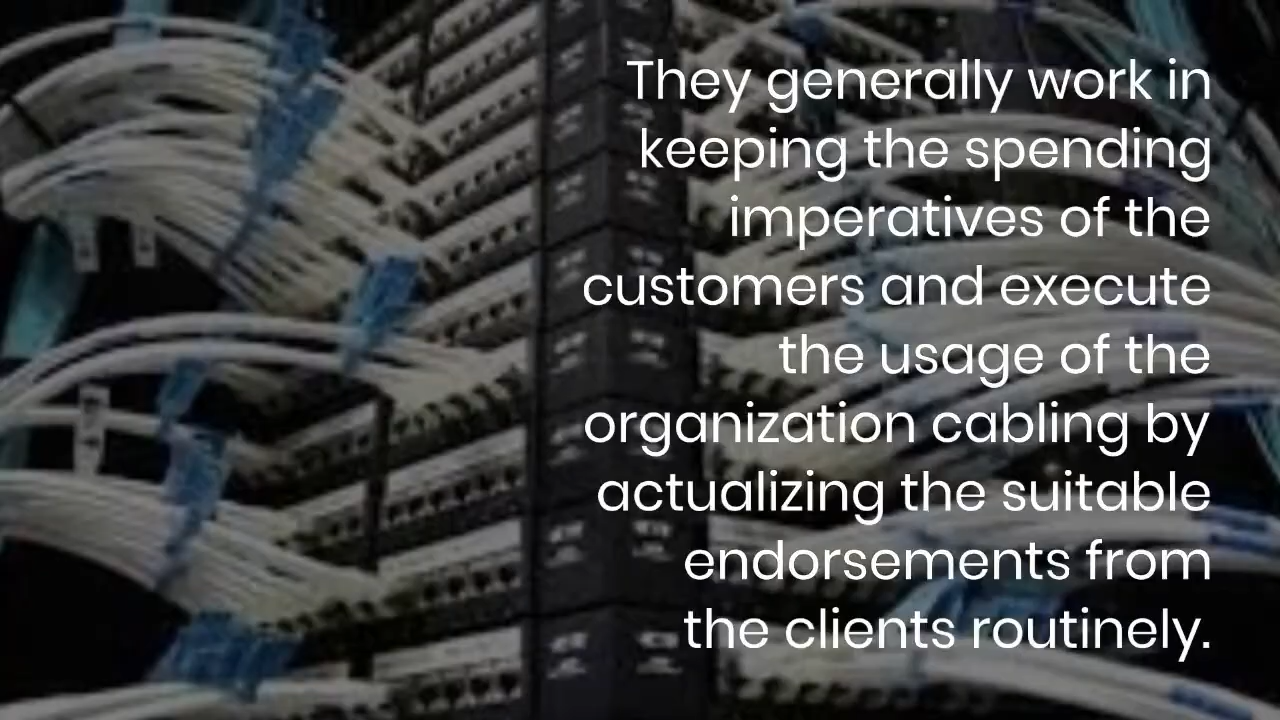 They generally work in
keeping the spending
imperatives of the
customers and execute
the usage of the
organization cabling by
actualizing the suitable
endorsements from
the clients routinely.